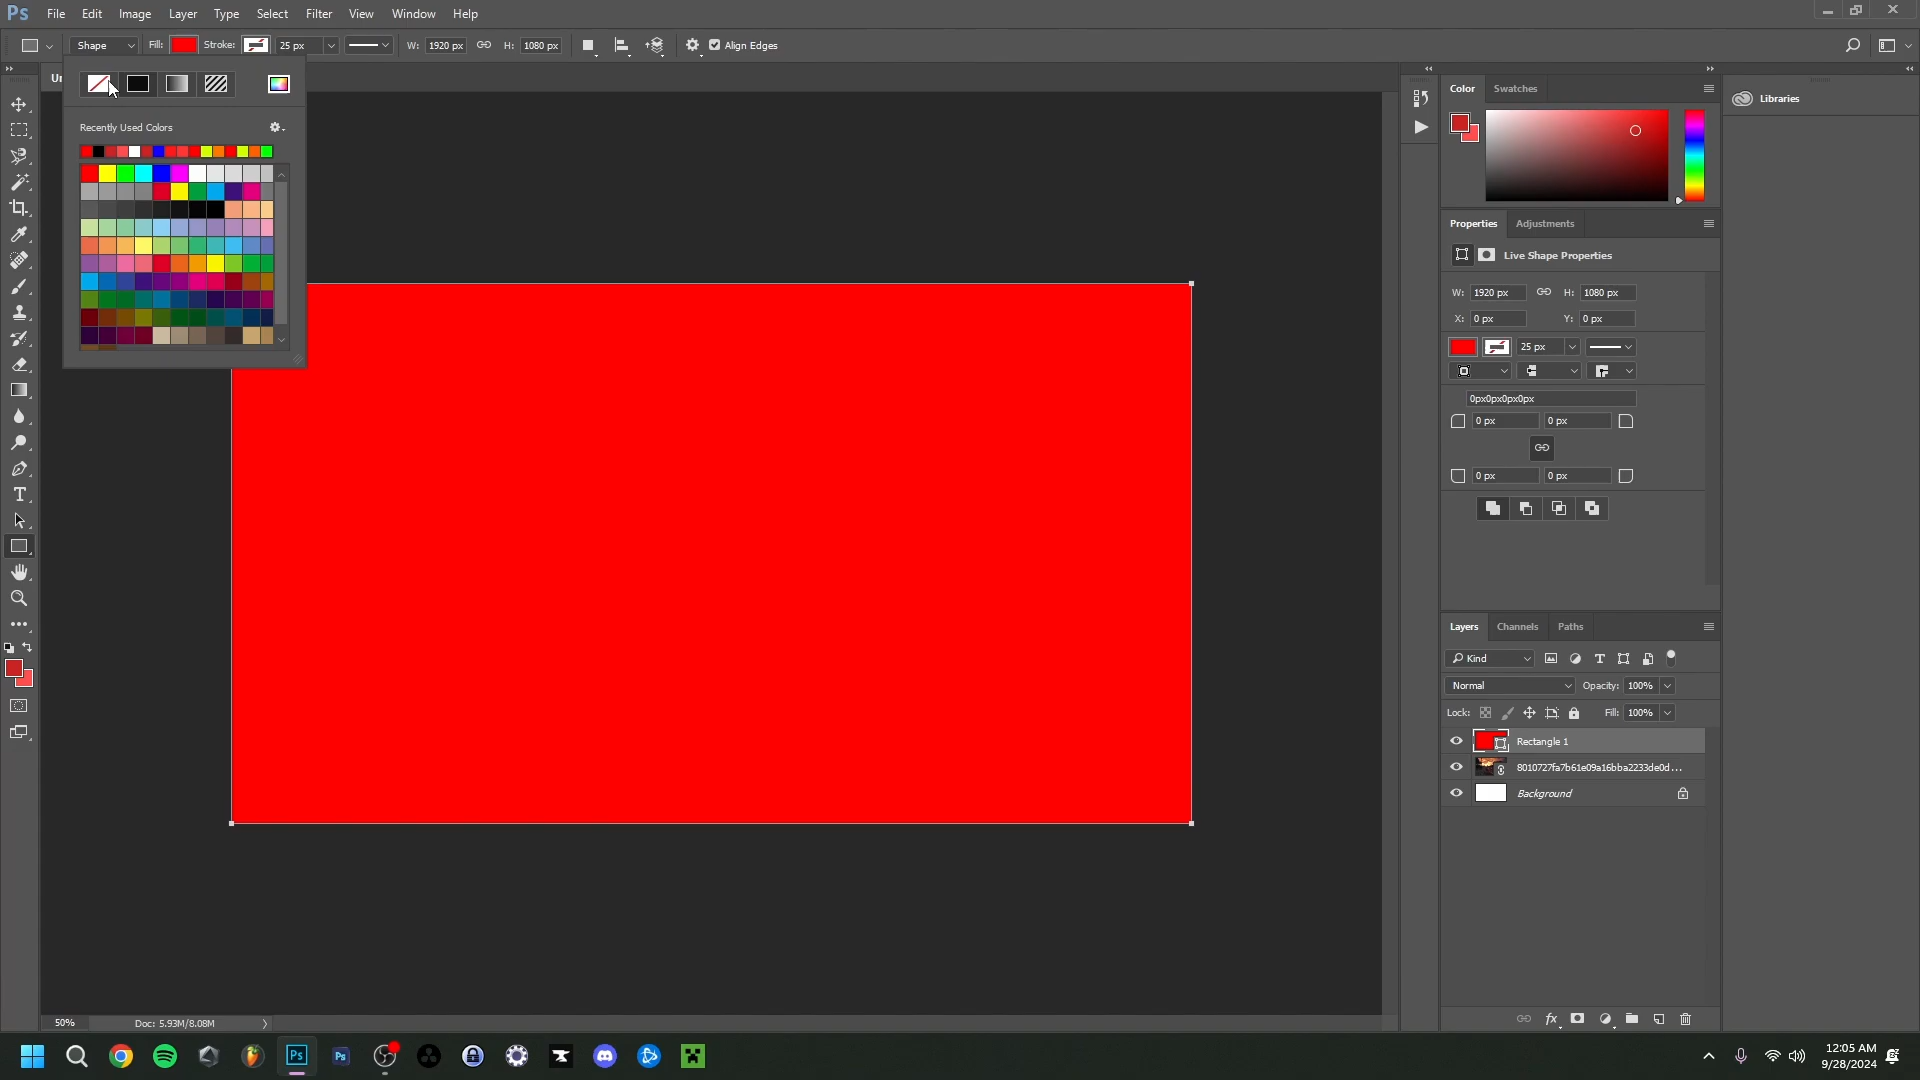 Ps File Edit Image Layer Type Select Filter View Window Help
Shape Fill: Stroke: 25 px W: 1920 px H: 1080 px Align Edges
Un
Recently Used Colors
Color Swatches
Libraries
Properties Adjustments
Live Shape Properties
W: 1920 px H: 1080 px
X: 0 px Y: 0 px
25 px
0px0px0px0px
0 px 0 px
0 px 0 px
Layers Channels Paths
Kind
Normal Opacity: 100%
Lock: Fill: 100%
Rectangle 1
8010727fa7b61e09a16bba2233de0d...
Background
50% Doc: 5.93M/8.08M
Ps Ps
12:05 AM
9/28/2024